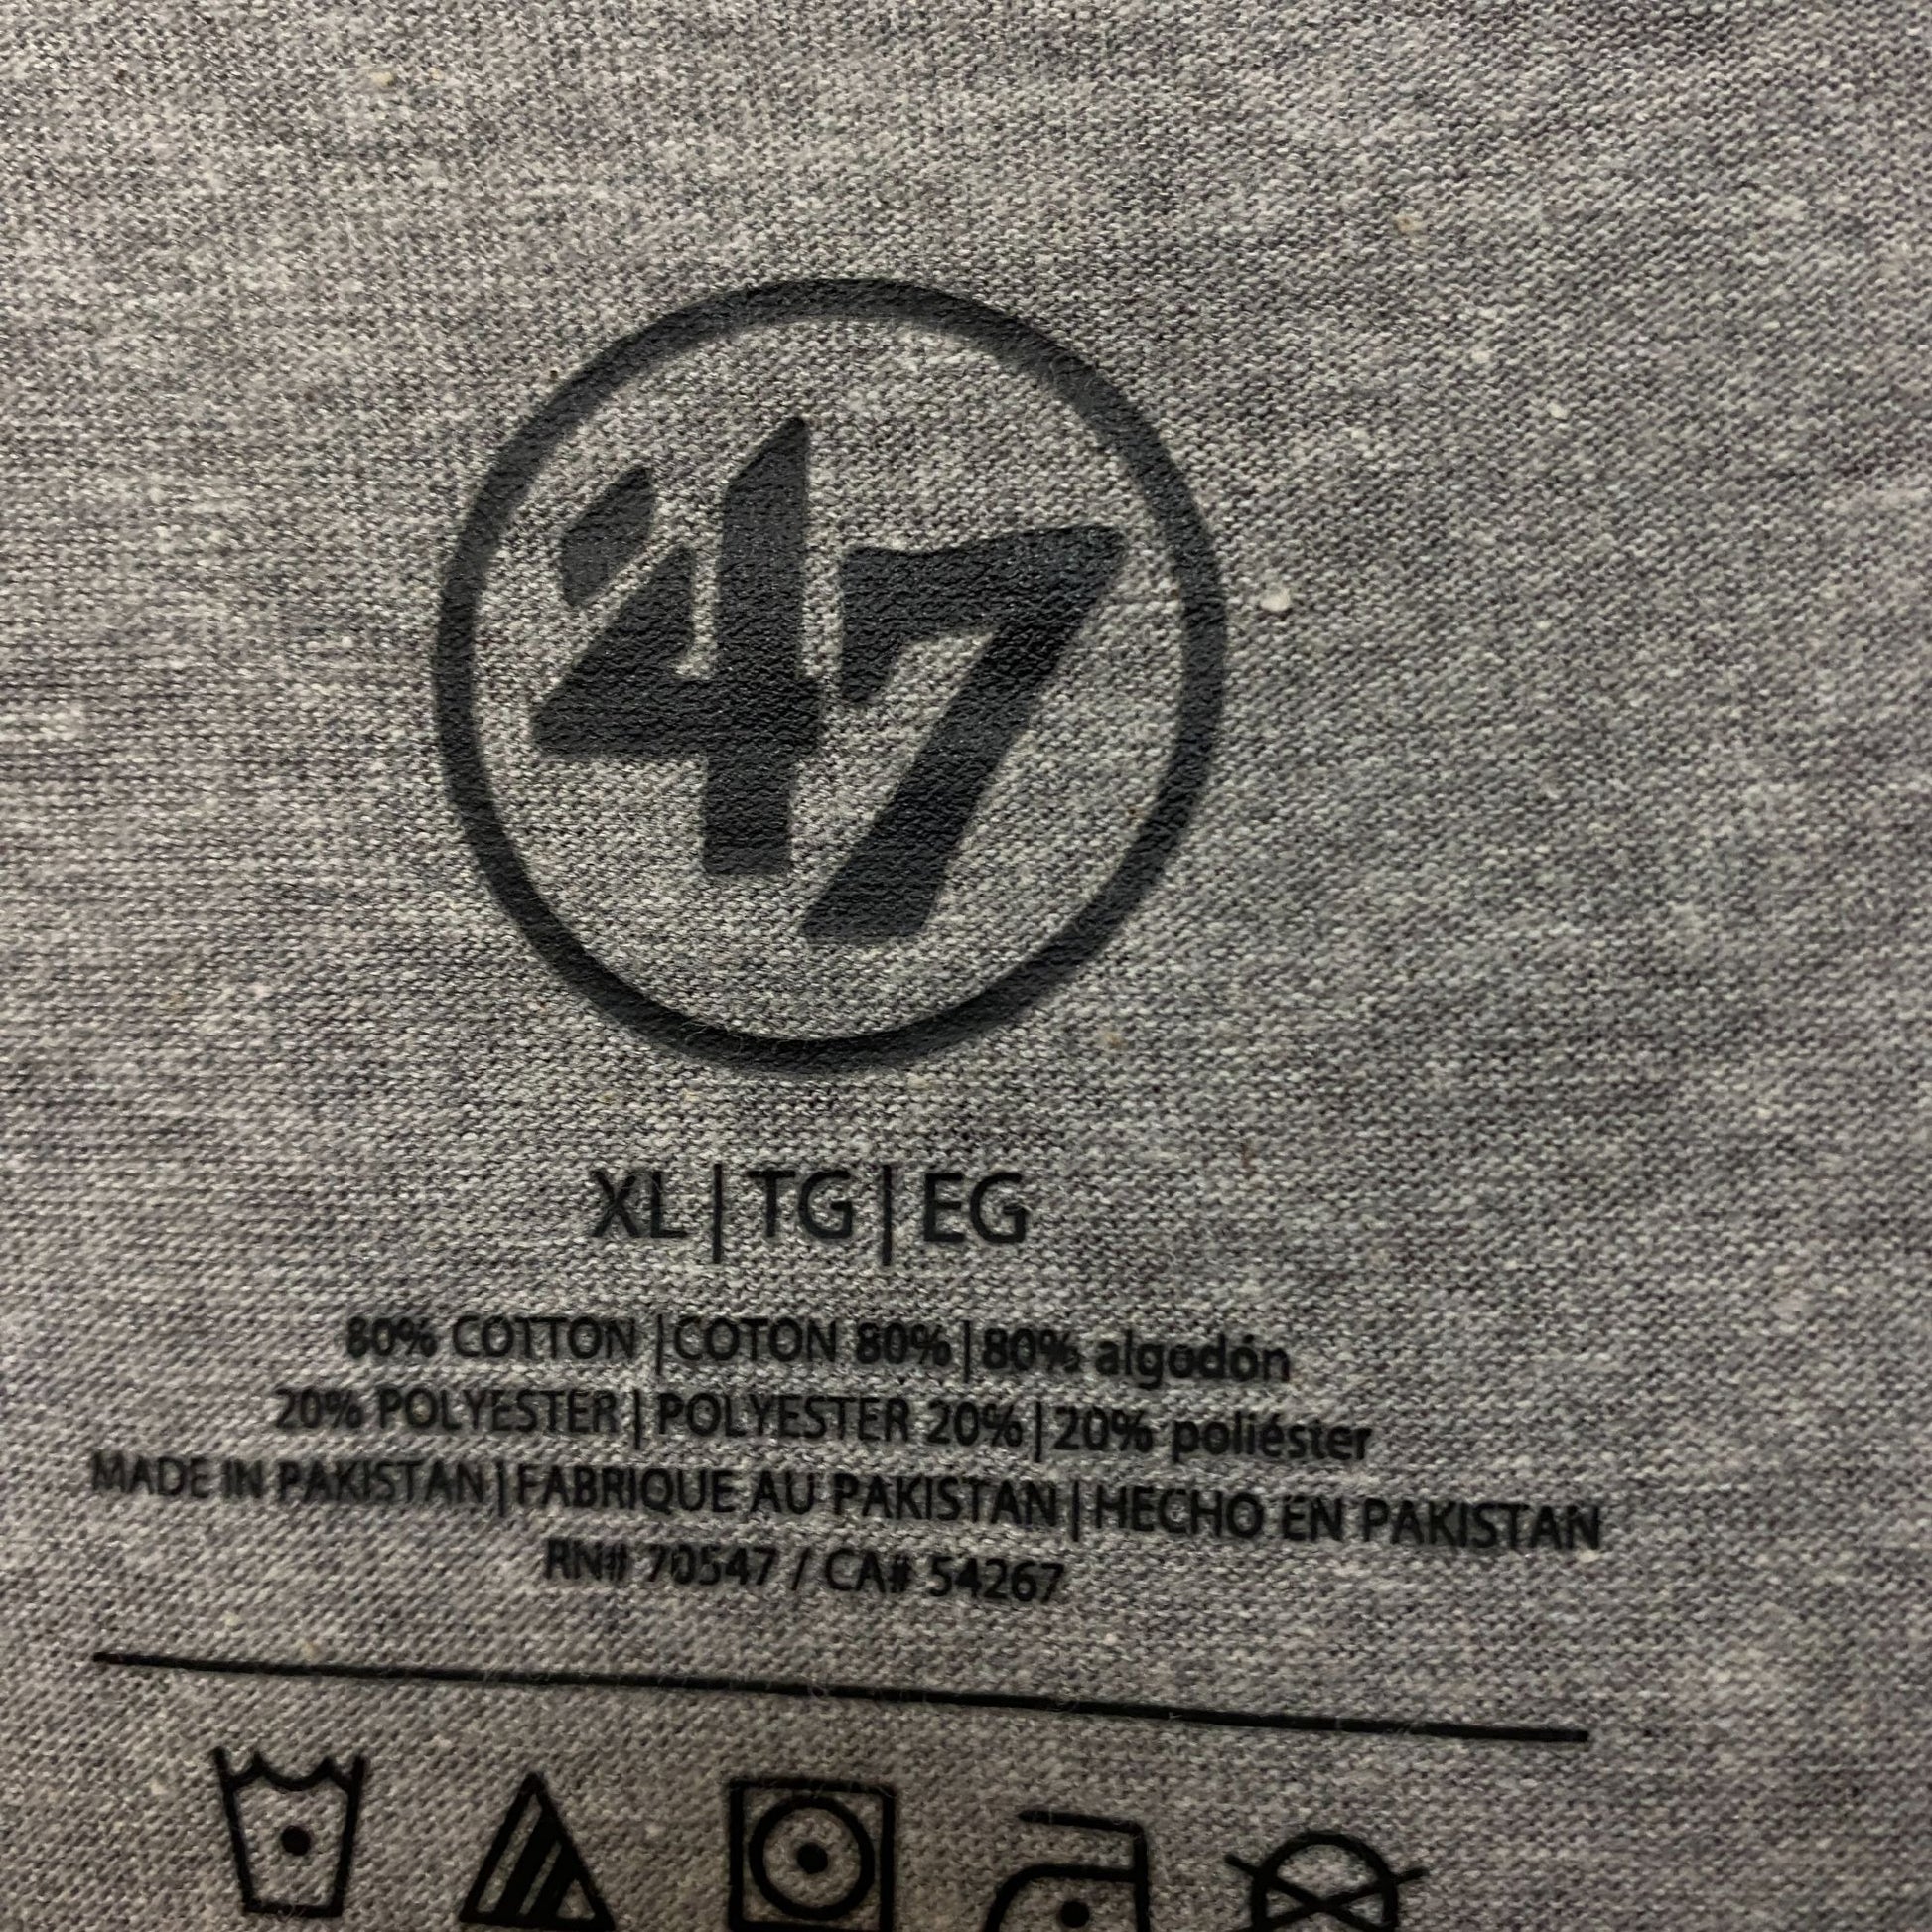 47
XL | TG | EG
80% COTTON | COTON 80% | 80% algodón
20% POLYESTER | POLYESTER 20% | 20% poliéster
MADE IN PAKISTAN | FABRIQUE AU PAKISTAN | HECHO EN PAKISTAN
RN# 70547 / CA# 54267